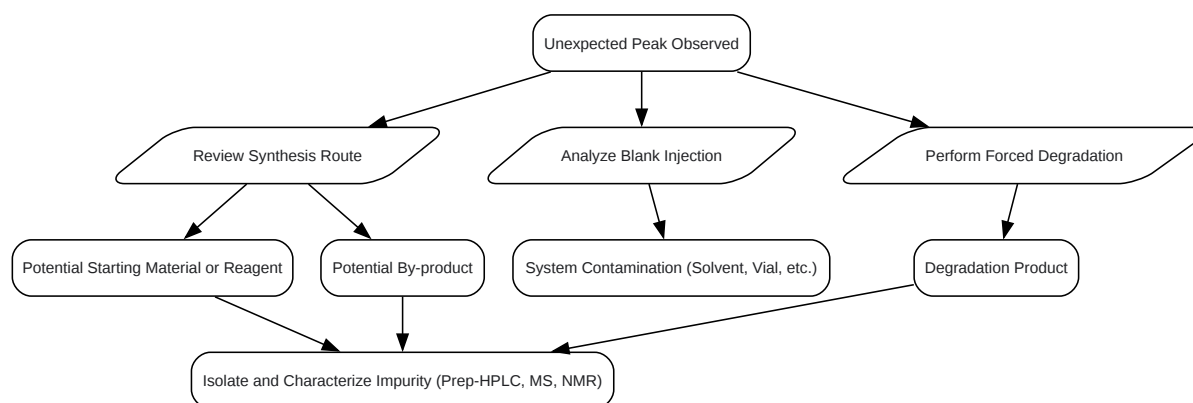 Unexpected Peak Observed
Review Synthesis Route
Analyze Blank Injection
Perform Forced Degradation
Potential Starting Material or Reagent
Potential By-product
System Contamination (Solvent, Vial, etc.)
Degradation Product
Isolate and Characterize Impurity (Prep-HPLC, MS, NMR)